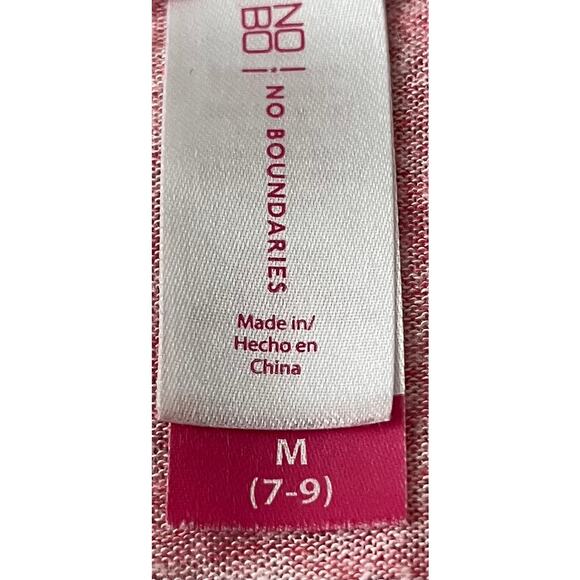 NO!
BO!
NO BOUNDARIES
Made in/
Hecho en
China
M
(7-9)